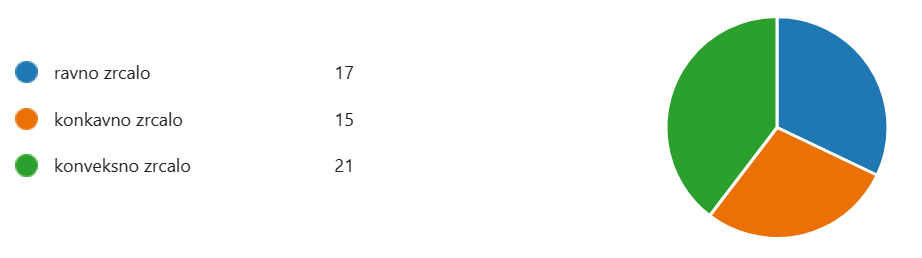 ravno zrcalo 17
konkavno zrcalo 15
konveksno zrcalo 21